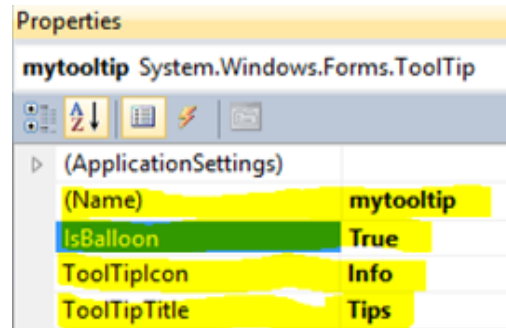 Properties
mytooltip System.Windows.Forms.ToolTip
(ApplicationSettings)
(Name) mytooltip
IsBalloon True
ToolTipIcon Info
ToolTipTitle Tips